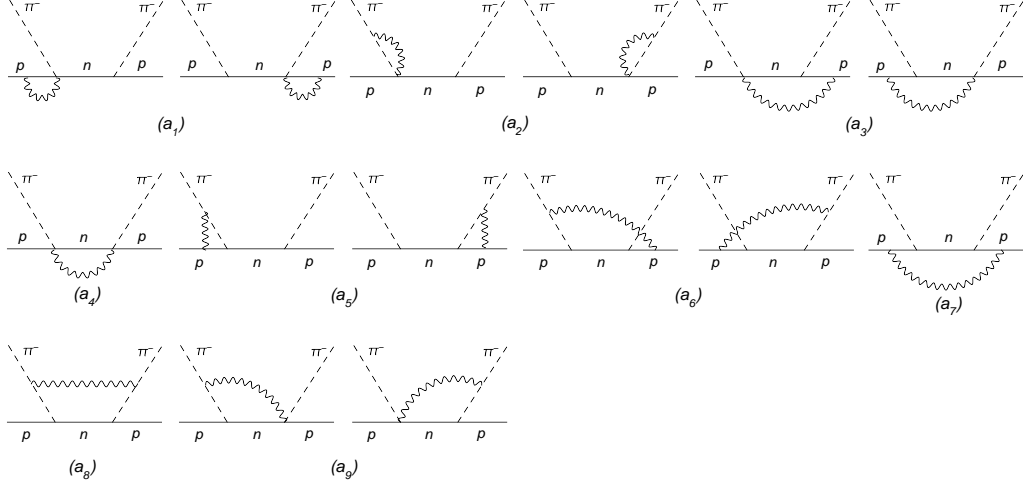 π⁻ π⁻ π⁻ π⁻ π⁻ π⁻ π⁻ π⁻ π⁻ π⁻ π⁻ π⁻
p n p n p p n p p n p n p p n p
(a₁) (a₂) (a₃)
π⁻ π⁻ π⁻ π⁻ π⁻ π⁻ π⁻ π⁻ π⁻ π⁻ π⁻ π⁻
p n p p n p p n p p n p p n p p n p
(a₄) (a₅) (a₆) (a₇)
π⁻ π⁻ π⁻ π⁻ π⁻ π⁻
p n p p n p p n p
(a₈) (a₉)